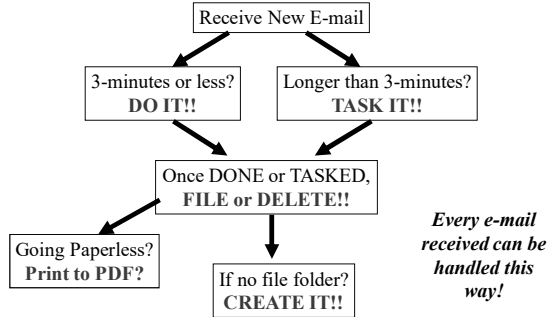 Receive New E-mail
3-minutes or less?
DO IT!!
Longer than 3-minutes?
TASK IT!!
Once DONE or TASKED,
FILE or DELETE!!
Going Paperless?
Print to PDF?
If no file folder?
CREATE IT!!
Every e-mail
received can be
handled this
way!